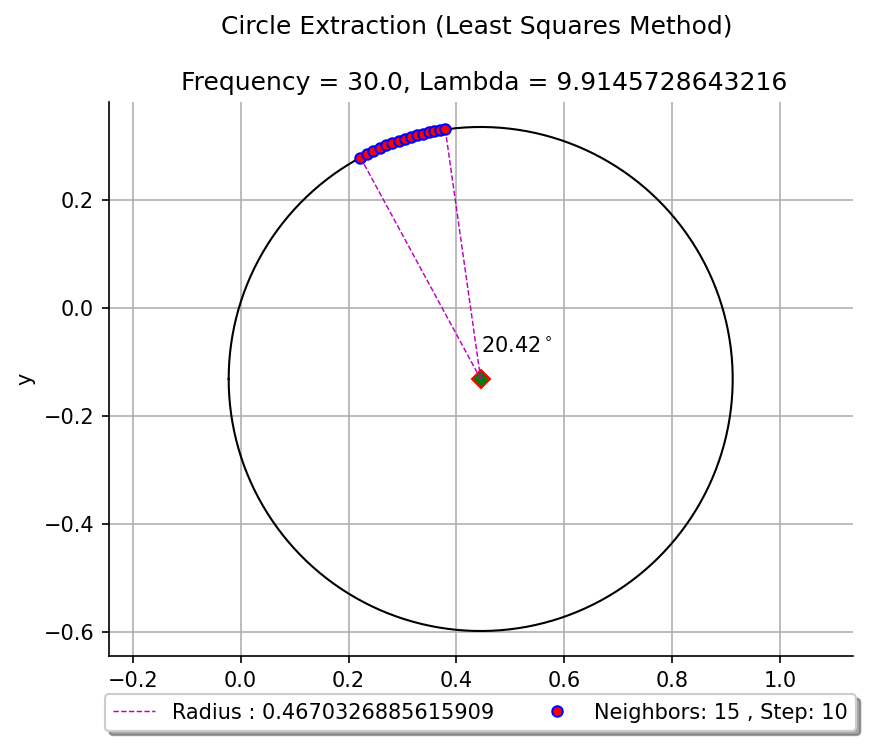 Circle Extraction (Least Squares Method)
Frequency = 30.0, Lambda = 9.9145728643216
0.2
0.0
−0.2
−0.4
−0.6
y
20.42°
−0.2 0.0 0.2 0.4 0.6 0.8 1.0
Radius : 0.4670326885615909 Neighbors: 15 , Step: 10